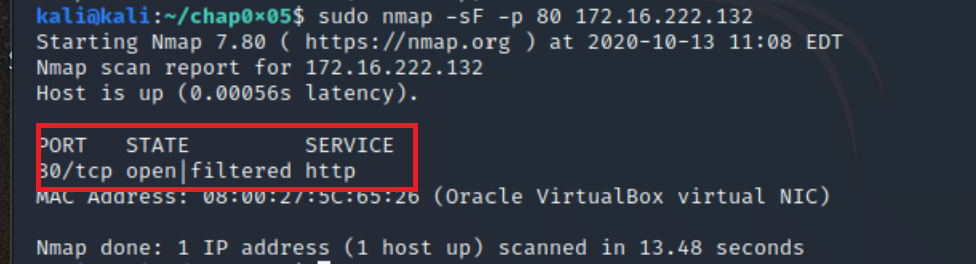 kali@kali:~/chap0×05$ sudo nmap -sF -p 80 172.16.222.132
Starting Nmap 7.80 ( https://nmap.org ) at 2020-10-13 11:08 EDT
Nmap scan report for 172.16.222.132
Host is up (0.00056s latency).
PORT STATE SERVICE
80/tcp open|filtered http
MAC Address: 08:00:27:5C:65:26 (Oracle VirtualBox virtual NIC)
Nmap done: 1 IP address (1 host up) scanned in 13.48 seconds